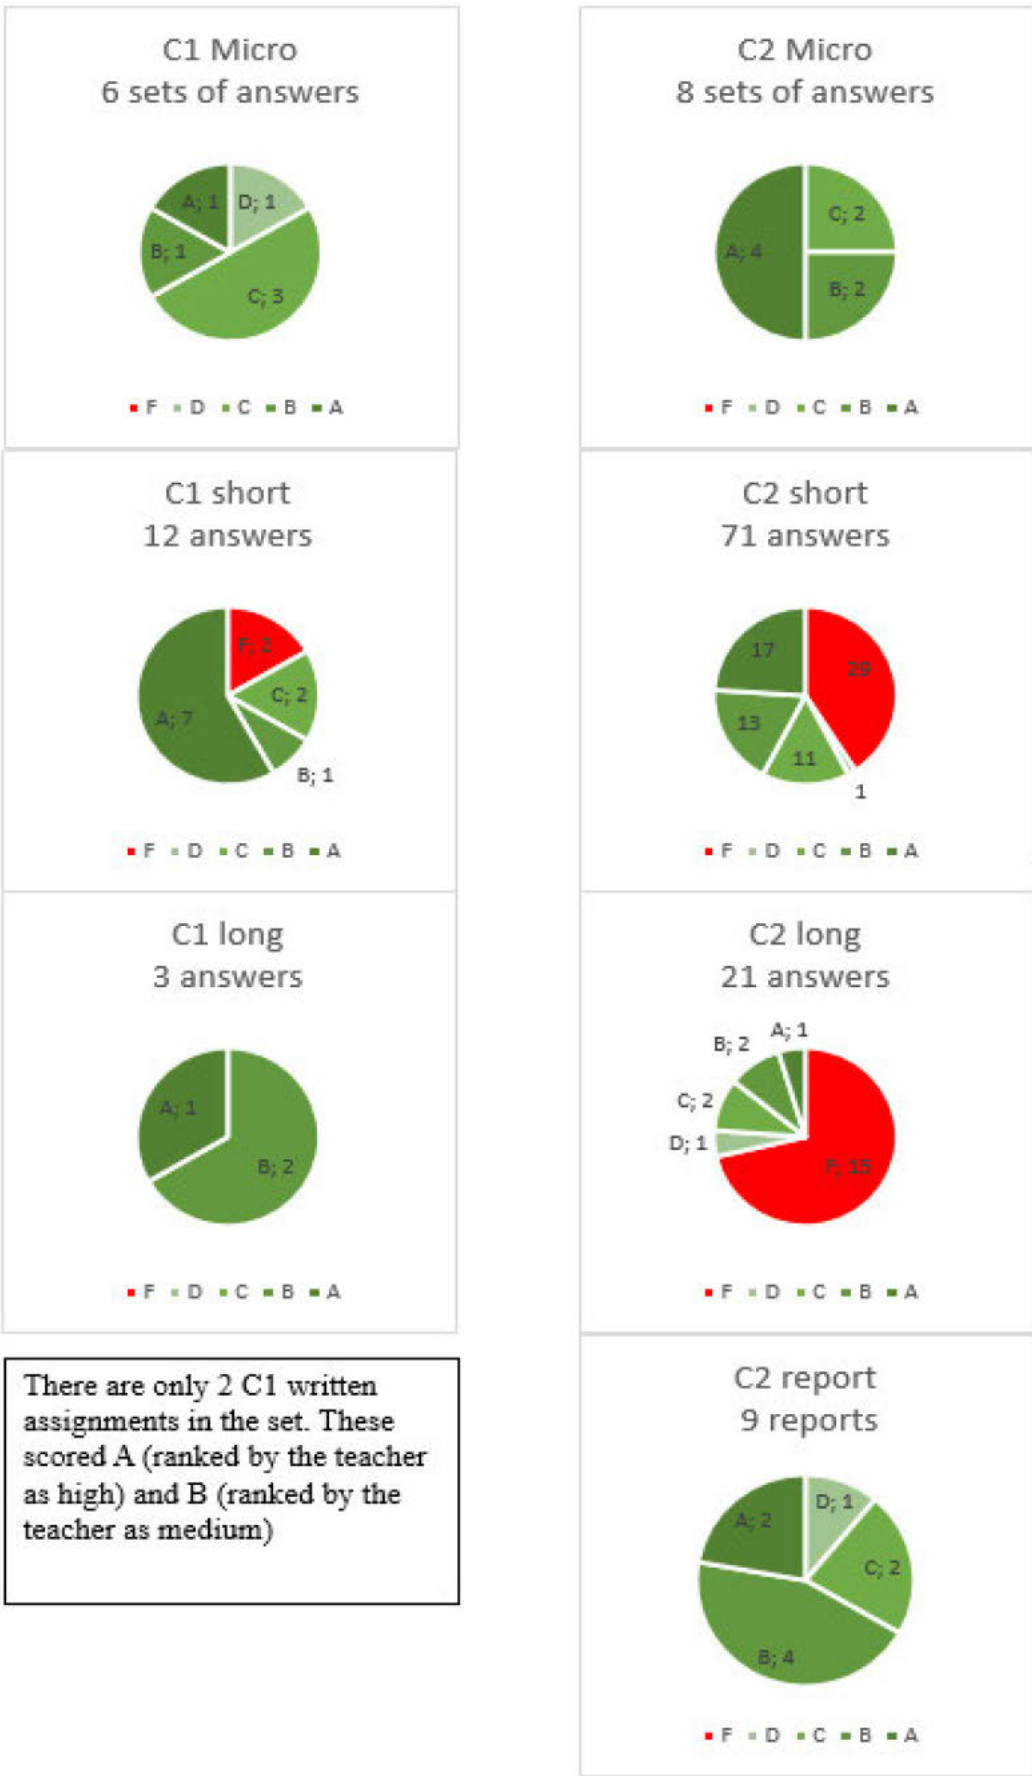 C1 Micro
6 sets of answers
A; 1
D; 1
B; 1
C; 3
F D C B A
C2 Micro
8 sets of answers
C; 2
A; 4
B; 2
F D C B A
C1 short
12 answers
F; 2
C; 2
A; 7
B; 1
F D C B A
C2 short
71 answers
17
29
13
11
1
F D C B A
C1 long
3 answers
A; 1
B; 2
F D C B A
C2 long
21 answers
A; 1
B; 2
C; 2
D; 1
F; 15
F D C B A
There are only 2 C1 written
assignments in the set. These
scored A (ranked by the teacher
as high) and B (ranked by the
teacher as medium)
C2 report
9 reports
D; 1
A; 2
C; 2
B; 4
F D C B A